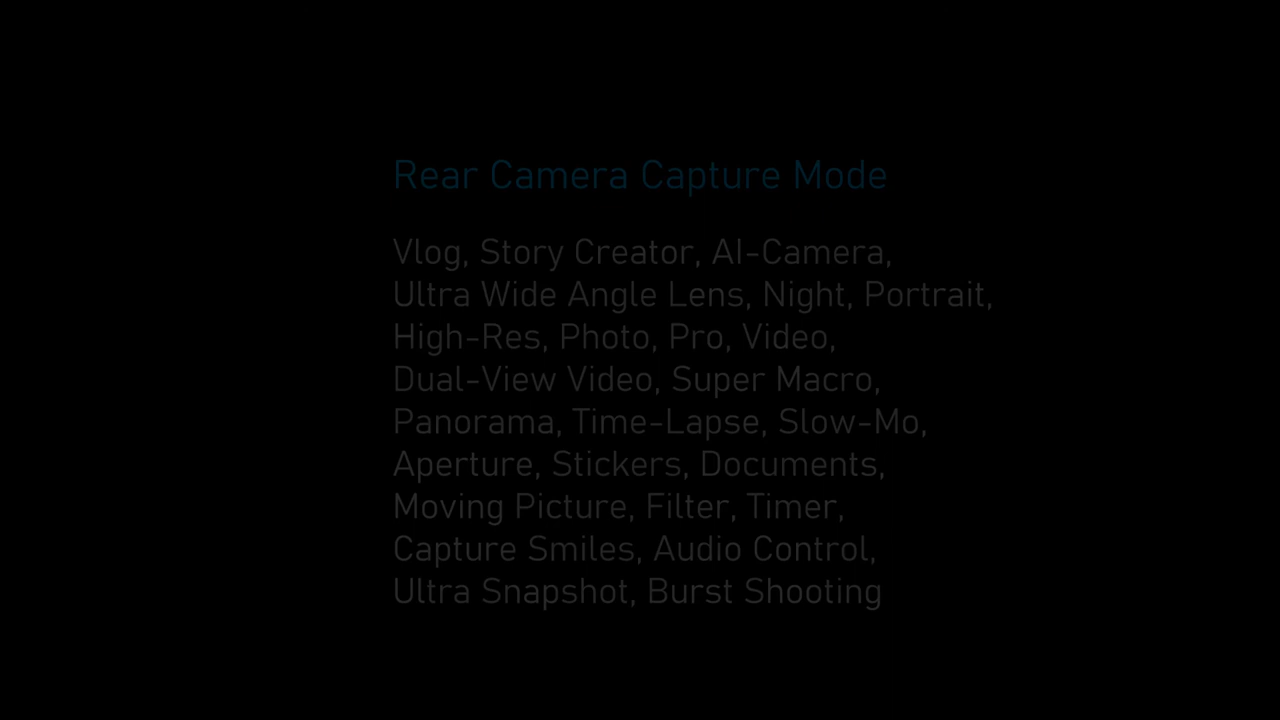 Rear Camera Capture Mode
Vlog, Story Creator, AI-Camera,
Ultra Wide Angle Lens, Night, Portrait,
High-Res, Photo, Pro, Video,
Dual-View Video, Super Macro,
Panorama, Time-Lapse, Slow-Mo,
Aperture, Stickers, Documents,
Moving Picture, Filter, Timer,
Capture Smiles, Audio Control,
Ultra Snapshot, Burst Shooting